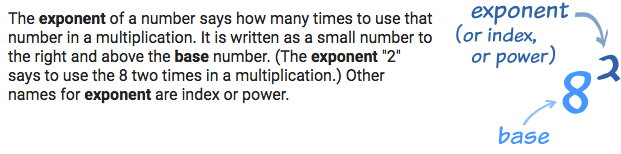 The exponent of a number says how many times to use that
number in a multiplication. It is written as a small number to
the right and above the base number. (The exponent "2"
says to use the 8 two times in a multiplication.) Other
names for exponent are index or power.
exponent
(or index,
or power)
8²
base